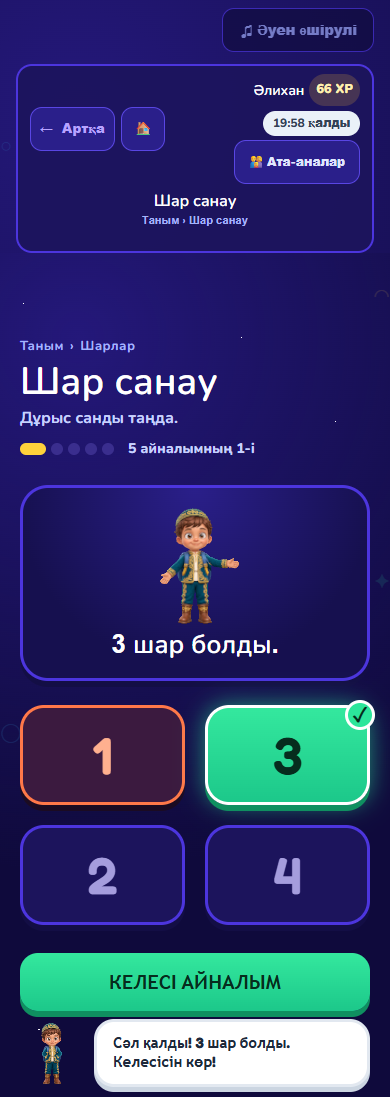 ♫ Әуен өшірулі
Әлихан 66 XP
19:58 қалды
← Артқа
Ата-аналар
Шар санау
Таным › Шар санау
Таным › Шарлар
Шар санау
Дұрыс санды таңда.
5 айналымның 1-і
3 шар болды.
1
3
2
4
КЕЛЕСІ АЙНАЛЫМ
Сәл қалды! 3 шар болды.
Келесісін көр!